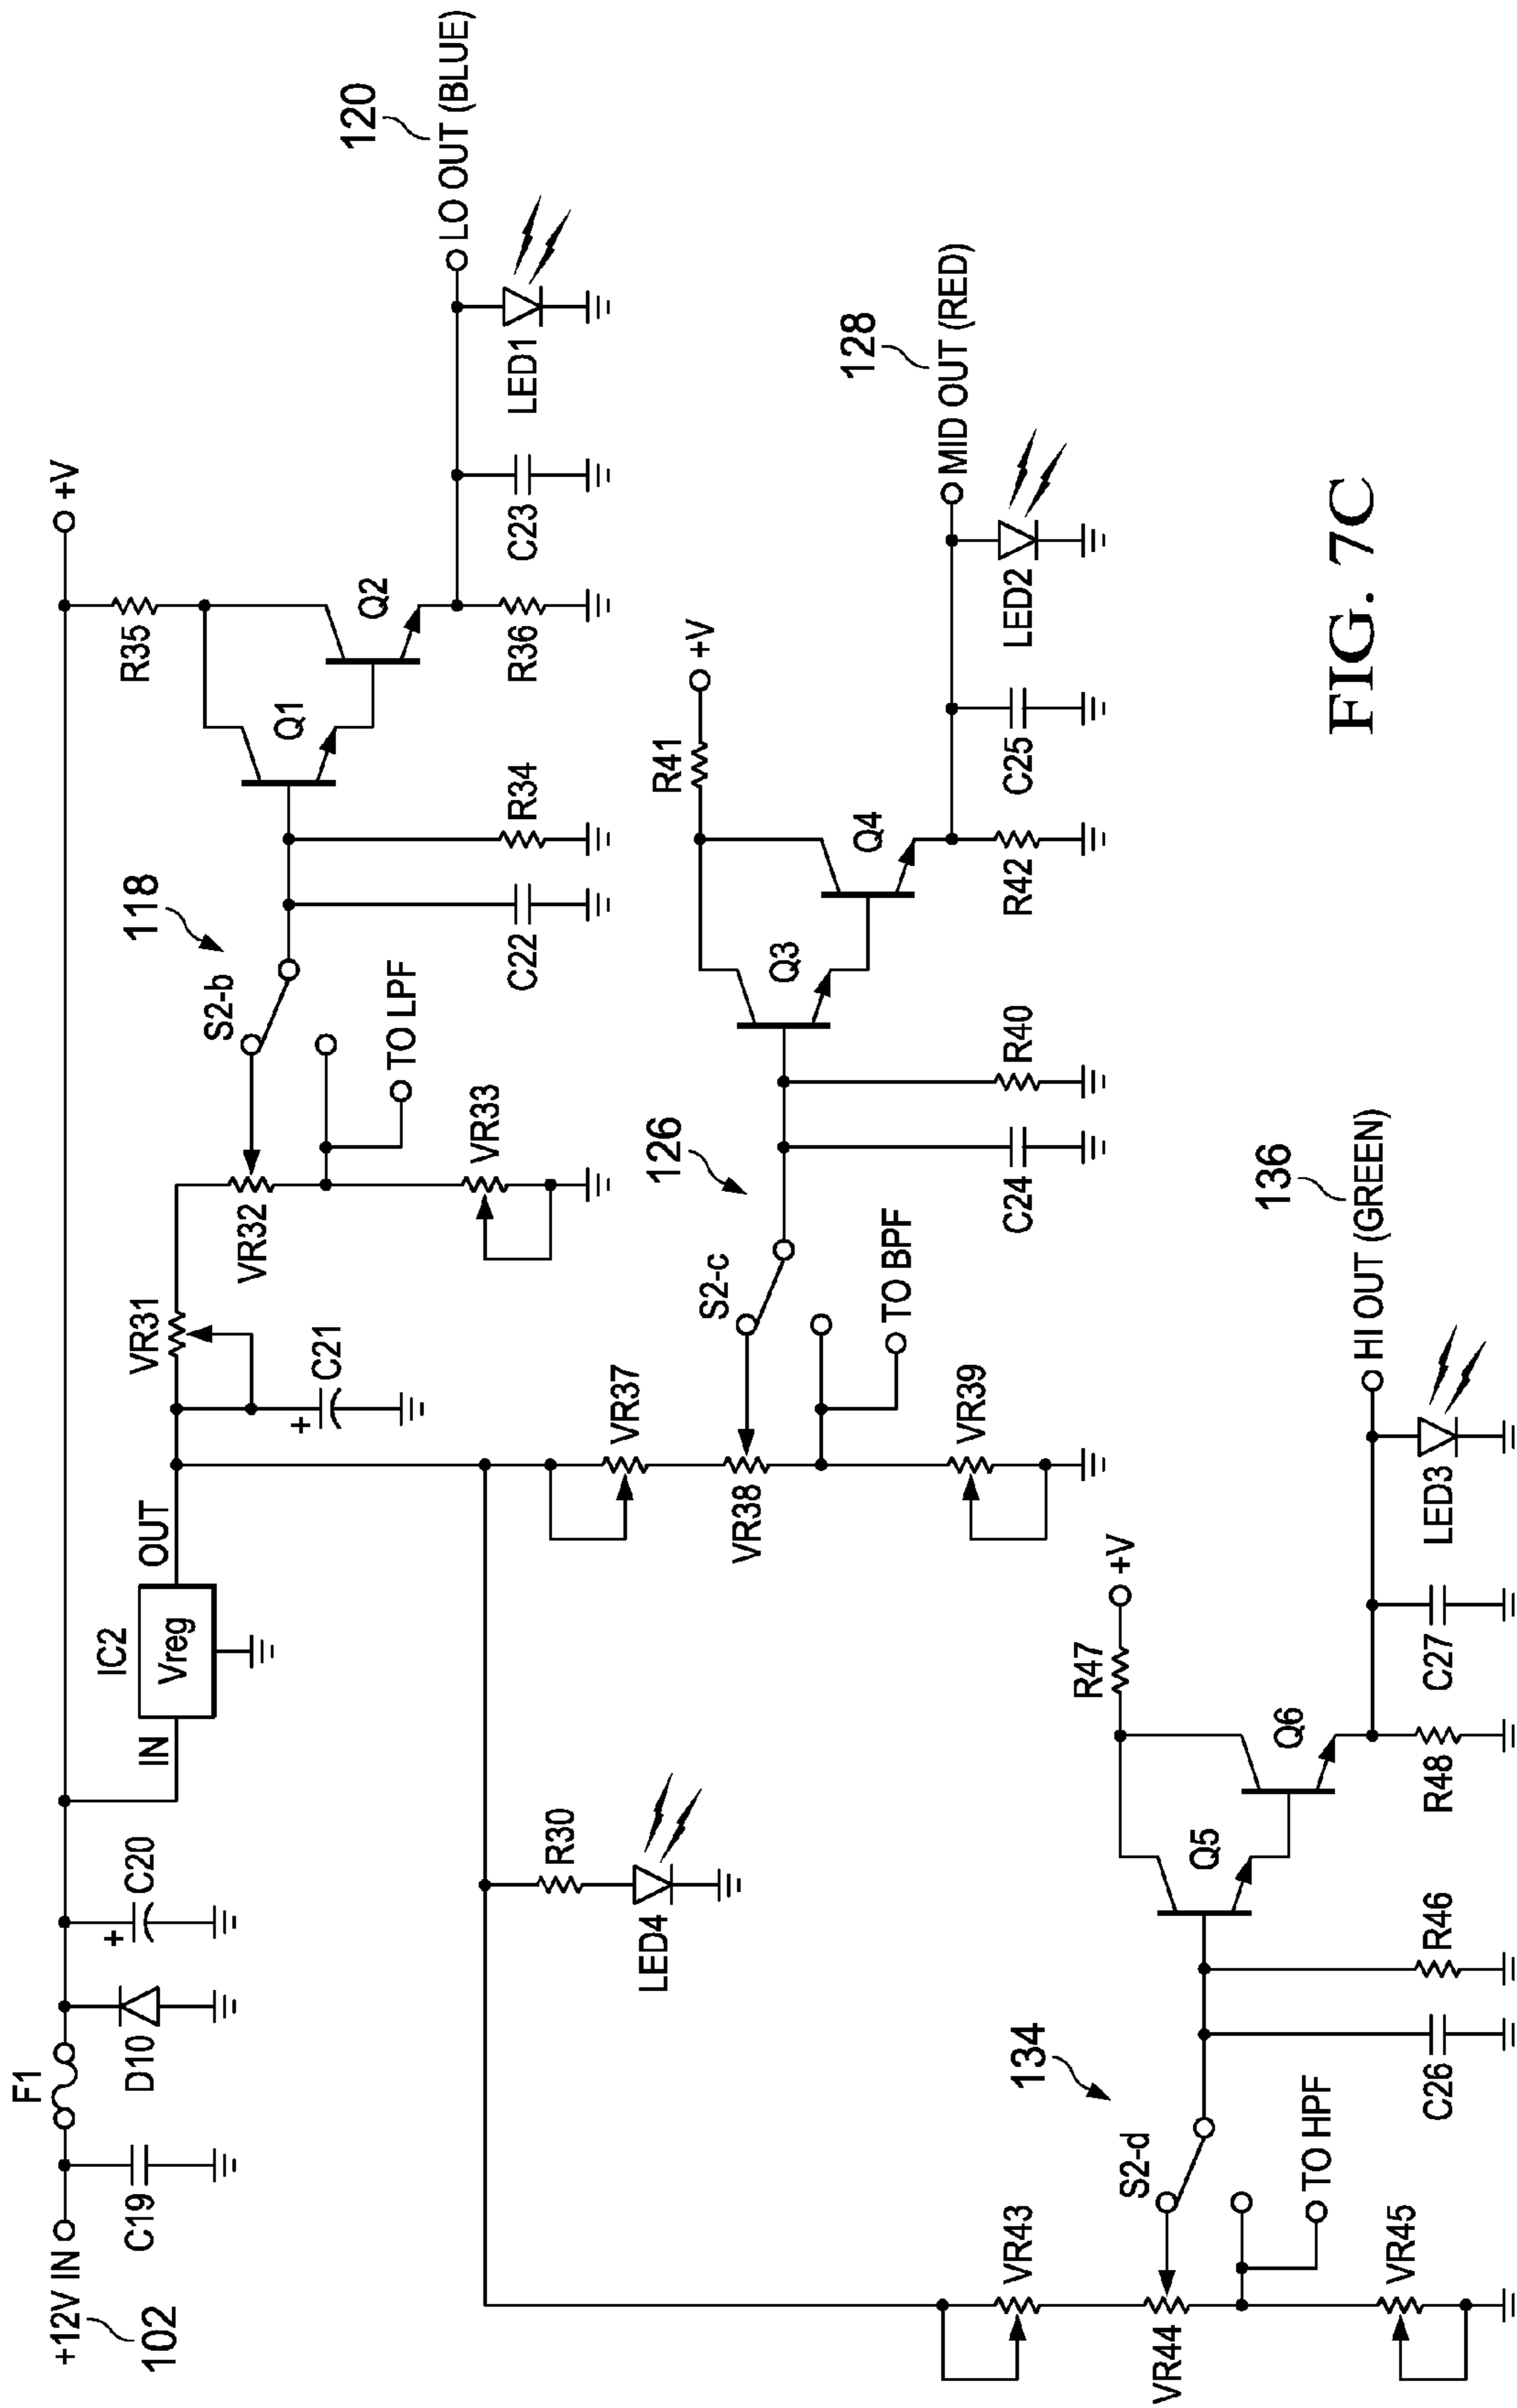 +12V IN
102
C19
F1
D10
+
C20
IN
IC2
Vreg
OUT
VR31
+
C21
VR32
VR33
TO LPF
S2-b
118
C22
R34
Q1
Q2
R35
+V
R36
C23
LED1
LO OUT (BLUE)
120
R30
LED4
VR37
VR38
VR39
S2-c
TO BPF
126
C24
R40
Q3
Q4
R41
+V
R42
C25
LED2
MID OUT (RED)
128
VR43
VR44
VR45
S2-d
TO HPF
134
C26
R46
Q5
Q6
R47
+V
R48
C27
LED3
HI OUT (GREEN)
136
FIG. 7C